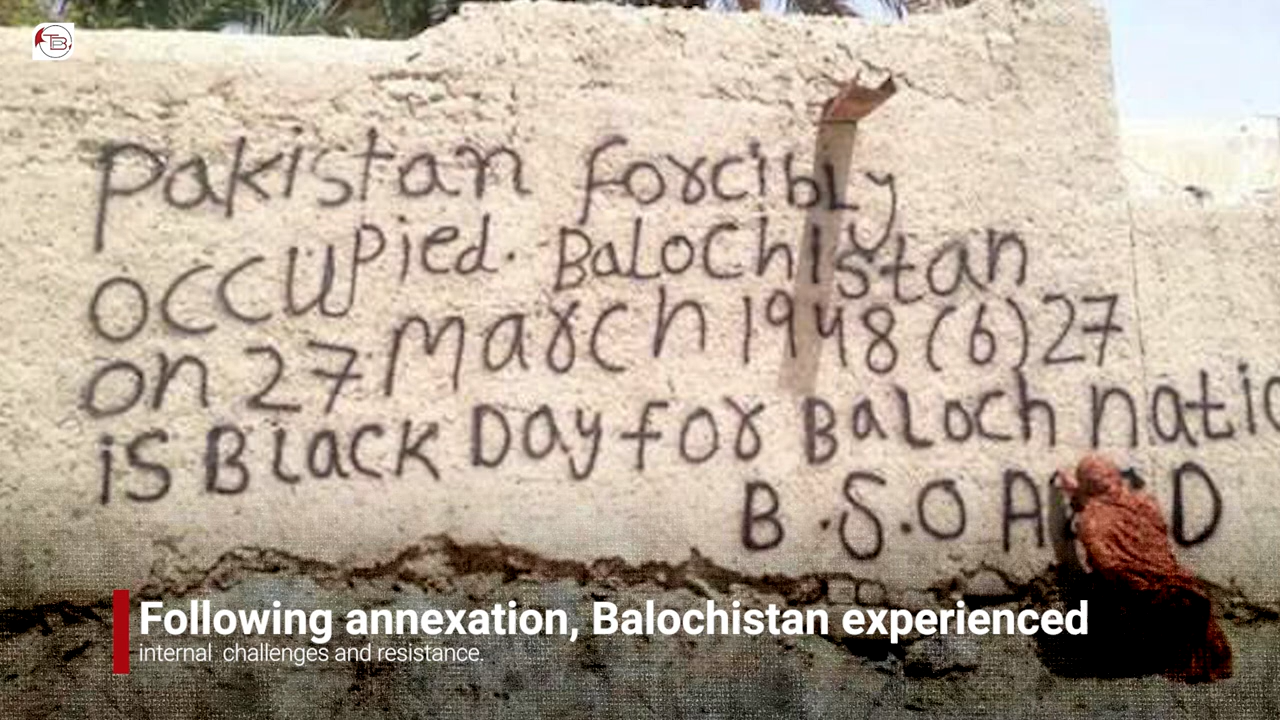 Pakistan forcibly
occupied. Balochistan
on 27 March 1948 (6) 27
is Black Day for Baloch
B.S.O A D
Following annexation, Balochistan experienced
internal challenges and resistance.